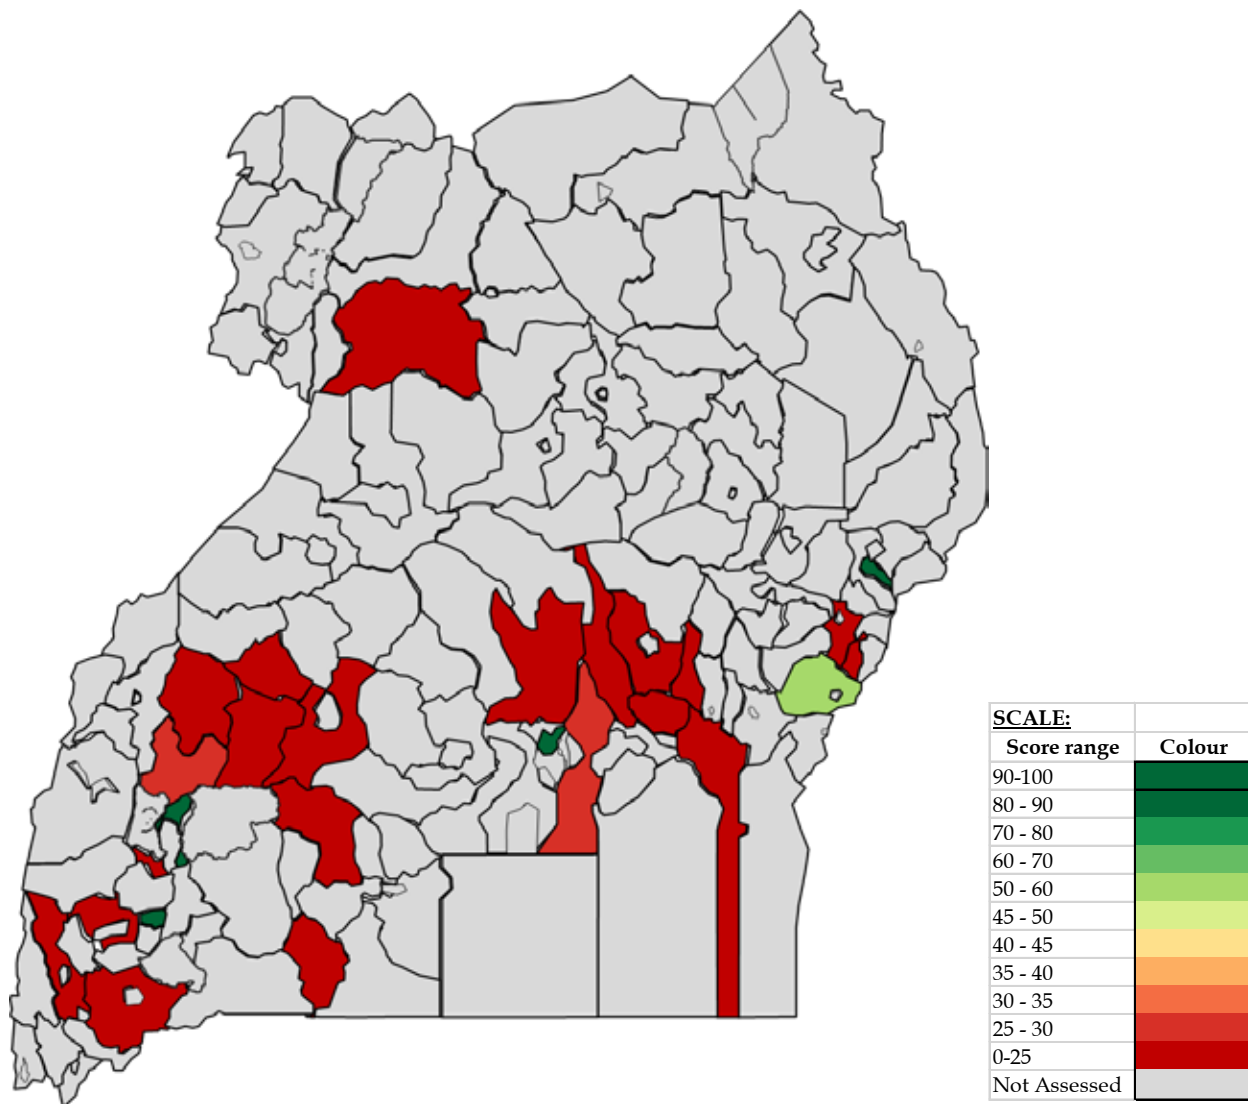 SCALE:
Score range Colour
90-100
80 - 90
70 - 80
60 - 70
50 - 60
45 - 50
40 - 45
35 - 40
30 - 35
25 - 30
0-25
Not Assessed